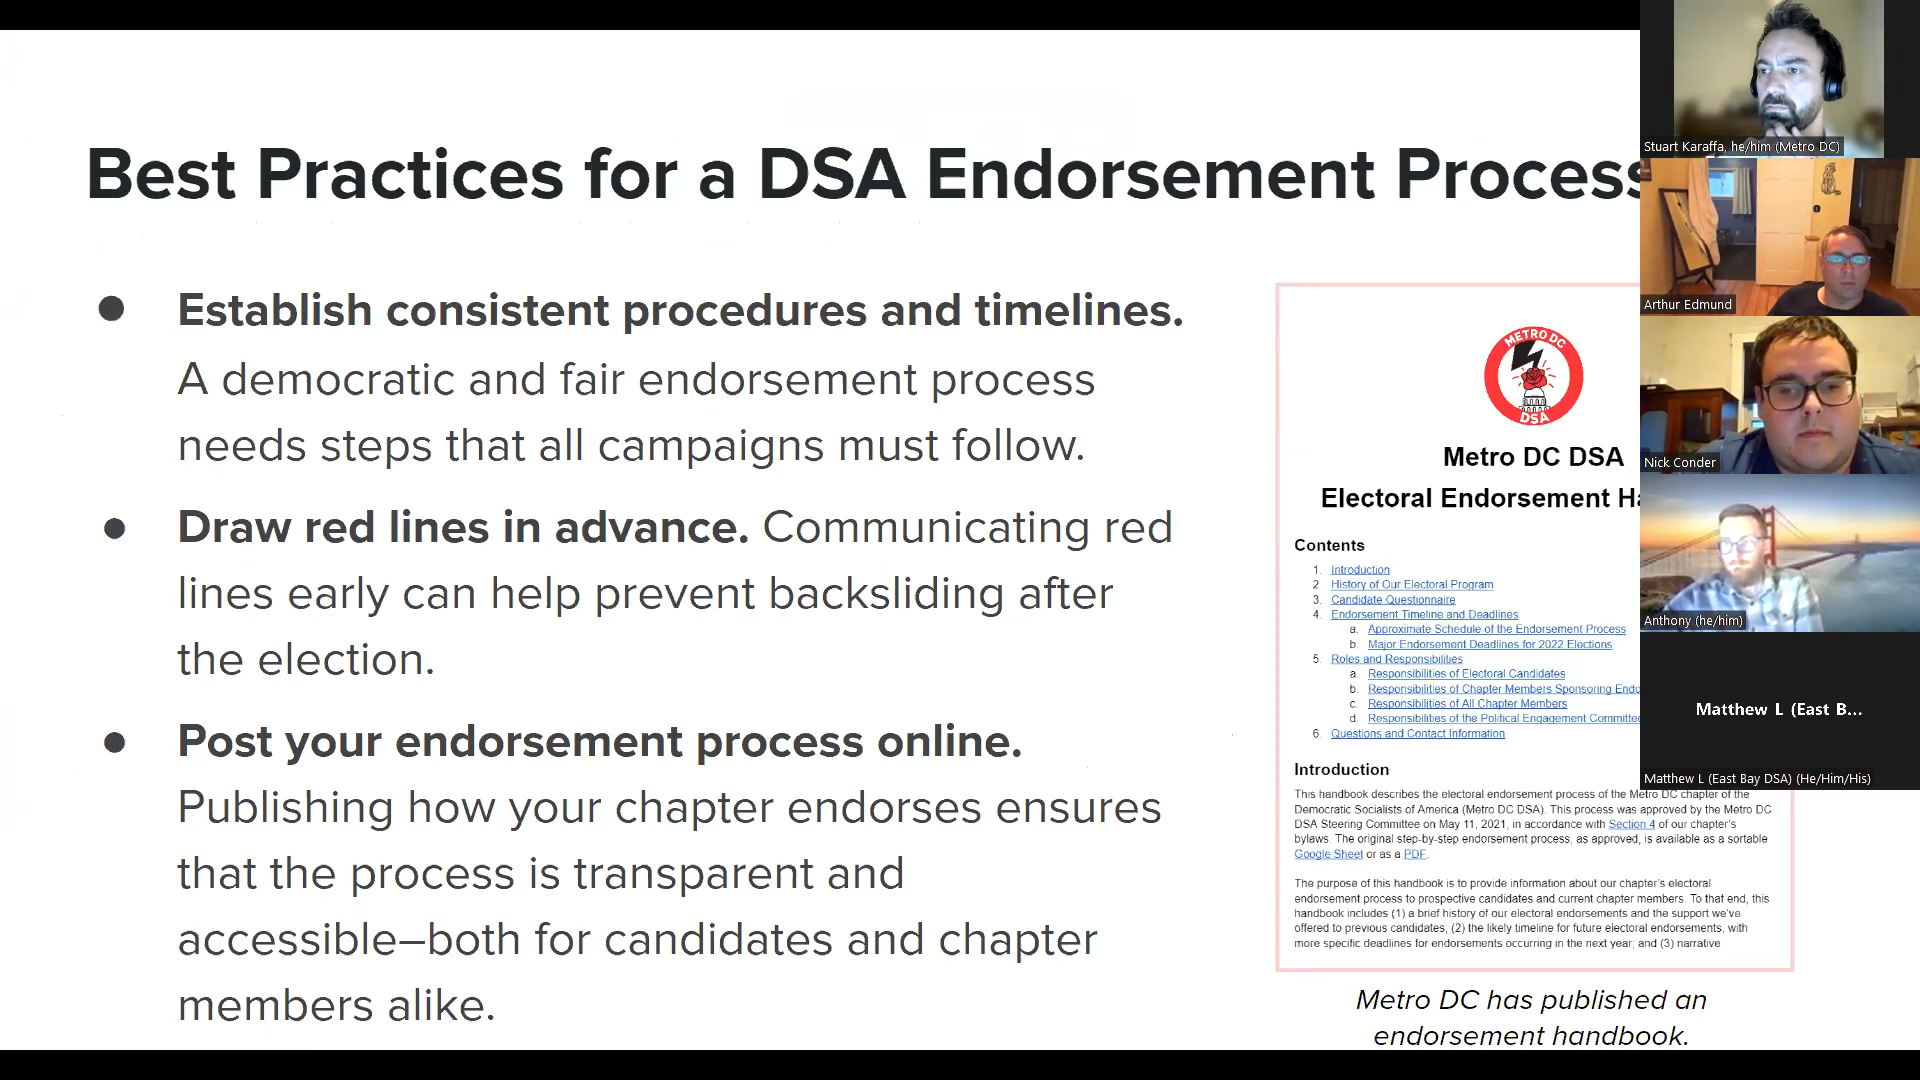 Best Practices for a DSA Endorsement Process
● Establish consistent procedures and timelines.
A democratic and fair endorsement process
needs steps that all campaigns must follow.
● Draw red lines in advance. Communicating red
lines early can help prevent backsliding after
the election.
● Post your endorsement process online.
Publishing how your chapter endorses ensures
that the process is transparent and
accessible–both for candidates and chapter
members alike.
METRO DC
DSA
Metro DC DSA
Electoral Endorsement Ha
Contents
1. Introduction
2 History of Our Electoral Program
3. Candidate Questionnaire
4. Endorsement Timeline and Deadlines
a. Approximate Schedule of the Endorsement Process
b. Major Endorsement Deadlines for 2022 Elections
5. Roles and Responsibilities
a. Responsibilities of Electoral Candidates
b. Responsibilities of Chapter Members Sponsoring Endo
c. Responsibilities of All Chapter Members
d. Responsibilities of the Political Engagement Committee
6. Questions and Contact Information
Introduction
This handbook describes the electoral endorsement process of the Metro DC chapter of the
Democratic Socialists of America (Metro DC DSA). This process was approved by the Metro DC
DSA Steering Committee on May 11, 2021, in accordance with Section 4 of our chapter's
bylaws. The original step-by-step endorsement process, as approved, is available as a sortable
Google Sheet or as a PDF.
The purpose of this handbook is to provide information about our chapter's electoral
endorsement process to prospective candidates and current chapter members. To that end, this
handbook includes (1) a brief history of our electoral endorsements and the support we've
offered to previous candidates; (2) the likely timeline for future electoral endorsements, with
more specific deadlines for endorsements occurring in the next year; and (3) narrative
Metro DC has published an
endorsement handbook.
Stuart Karaffa, he/him (Metro DC)
Arthur Edmund
Nick Conder
Anthony (he/him)
Matthew L (East B...
Matthew L (East Bay DSA) (He/Him/His)